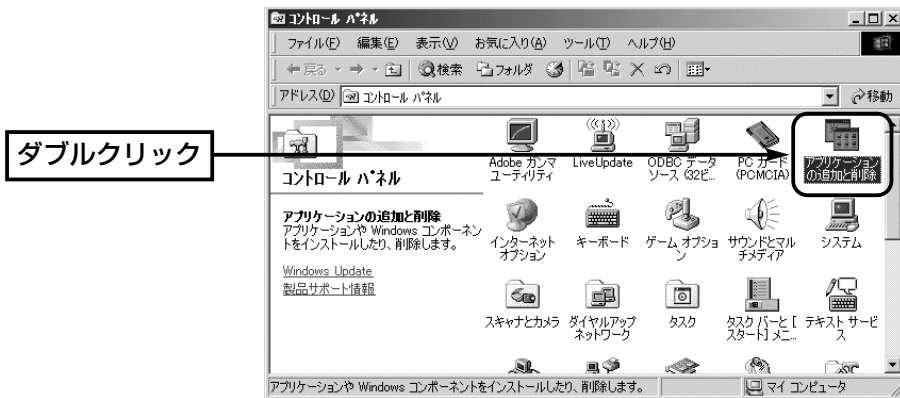 コントロール パネル
ファイル(F) 編集(E) 表示(V) お気に入り(A) ツール(T) ヘルプ(H)
戻る 検索 フォルダ
アドレス(D) コントロール パネル 移動
ダブルクリック
コントロール パネル
アプリケーションの追加と削除
アプリケーションや Windows コンポーネン
トをインストールしたり、削除します。
Windows Update
製品サポート情報
Adobe ガンマ
ユーティリティ
LiveUpdate
ODBC データ
ソース (32ビ...
PC カード
(PCMCIA)
アプリケーション
の追加と削除
インターネット
オプション
キーボード
ゲーム オプショ
ン
サウンドとマル
チメディア
システム
スキャナとカメラ
ダイヤルアップ
ネットワーク
タスク
タスク バーと [
スタート] メニ...
テキスト サービ
ス
アプリケーションや Windows コンポーネントをインストールしたり、削除します。
マイ コンピュータ